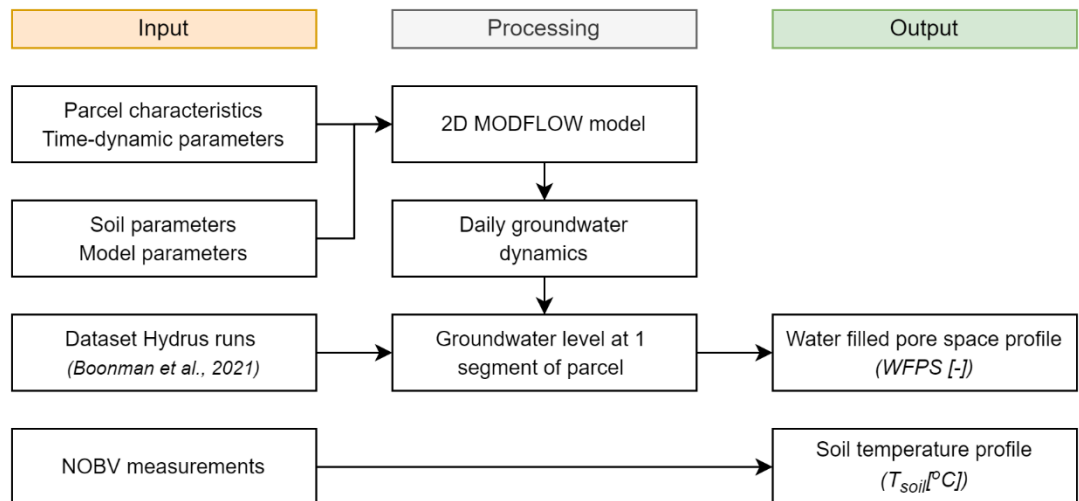 Input
Processing
Output
Parcel characteristics
Time-dynamic parameters
2D MODFLOW model
Soil parameters
Model parameters
Daily groundwater
dynamics
Dataset Hydrus runs
(Boonman et al., 2021)
Groundwater level at 1
segment of parcel
Water filled pore space profile
(WFPS [-])
NOBV measurements
Soil temperature profile
(T_soil[°C])